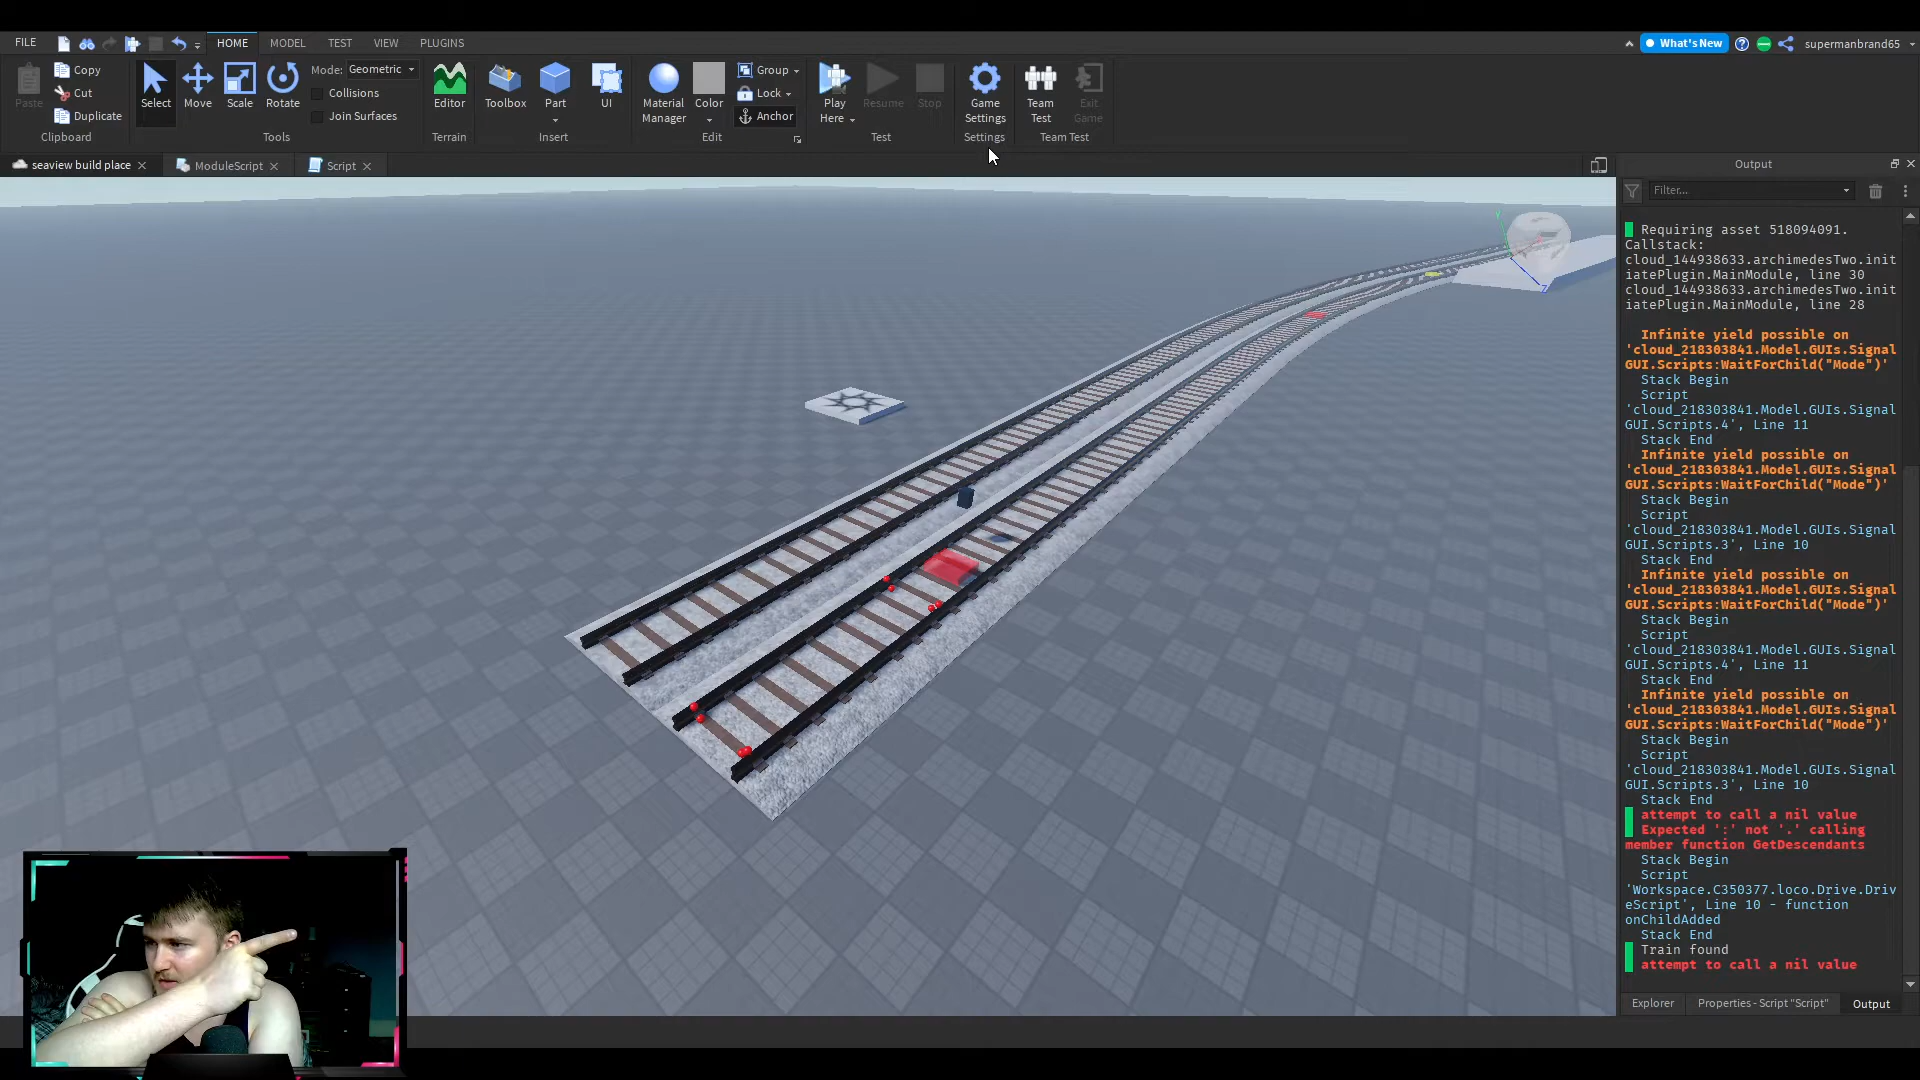 FILE
HOME
MODEL
TEST
VIEW
PLUGINS
What's New
supermanbrand65
Paste
Copy
Cut
Duplicate
Clipboard
Select
Move
Scale
Rotate
Mode: Geometric
Collisions
Join Surfaces
Tools
Editor
Terrain
Toolbox
Part
UI
Insert
Material
Manager
Color
Group
Lock
Anchor
Edit
Play
Here
Resume
Stop
Test
Game
Settings
Settings
Team
Test
Exit
Game
Team Test
seaview build place
ModuleScript
Script
Output
Filter...
Requiring asset 518094091.
Callstack:
cloud_144938633.archimedesTwo.init
iatePlugin.MainModule, line 30
cloud_144938633.archimedesTwo.init
iatePlugin.MainModule, line 28
Infinite yield possible on
'cloud_218303841.Model.GUIs.Signal
GUI.Scripts:WaitForChild("Mode")'
Stack Begin
Script
'cloud_218303841.Model.GUIs.Signal
GUI.Scripts.4', Line 11
Stack End
Infinite yield possible on
'cloud_218303841.Model.GUIs.Signal
GUI.Scripts:WaitForChild("Mode")'
Stack Begin
Script
'cloud_218303841.Model.GUIs.Signal
GUI.Scripts.3', Line 10
Stack End
Infinite yield possible on
'cloud_218303841.Model.GUIs.Signal
GUI.Scripts:WaitForChild("Mode")'
Stack Begin
Script
'cloud_218303841.Model.GUIs.Signal
GUI.Scripts.4', Line 11
Stack End
Infinite yield possible on
'cloud_218303841.Model.GUIs.Signal
GUI.Scripts:WaitForChild("Mode")'
Stack Begin
Script
'cloud_218303841.Model.GUIs.Signal
GUI.Scripts.3', Line 10
Stack End
attempt to call a nil value
Expected ':' not '.' calling
member function GetDescendants
Stack Begin
Script
'Workspace.C350377.loco.Drive.Driv
eScript', Line 10 - function
onChildAdded
Stack End
Train found
attempt to call a nil value
Explorer
Properties - Script "Script"
Output